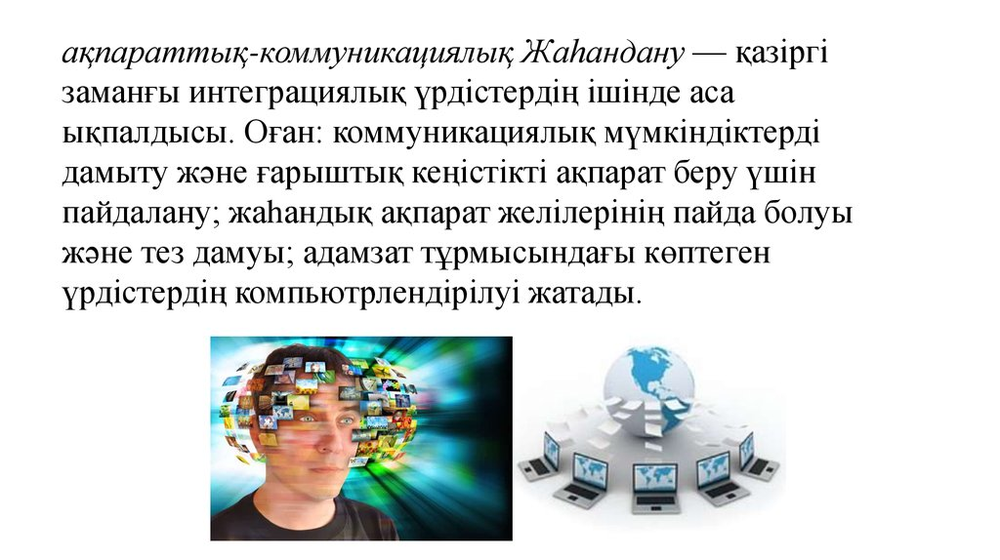 ақпараттық-коммуникациялық Жаһандану — қазіргі
заманғы интеграциялық үрдістердің ішінде аса
ықпалдысы. Оған: коммуникациялық мүмкіндіктерді
дамыту және ғарыштық кеңістікті ақпарат беру үшін
пайдалану; жаһандық ақпарат желілерінің пайда болуы
және тез дамуы; адамзат тұрмысындағы көптеген
үрдістердің компьютрлендірілуі жатады.